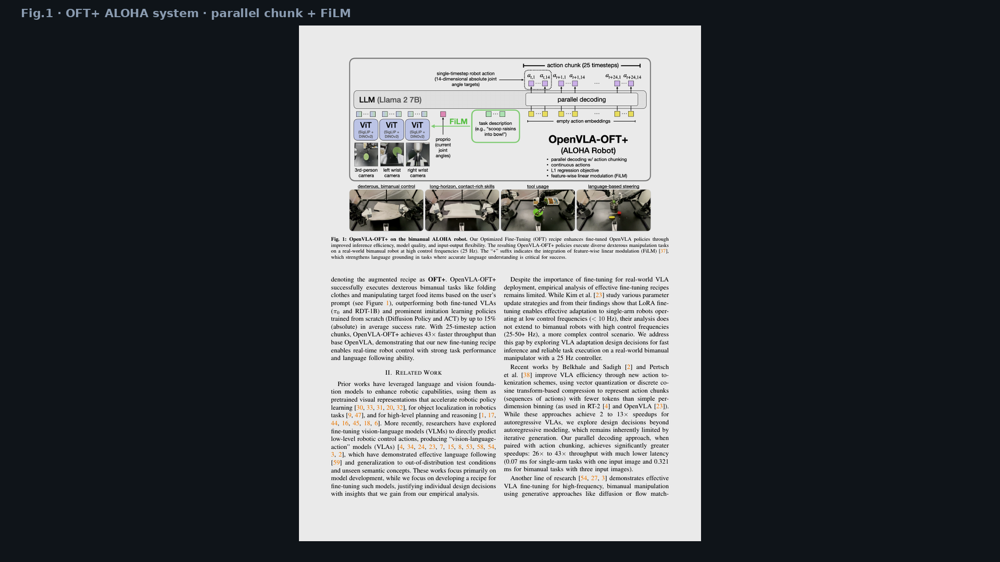 Fig.1 · OFT+ ALOHA system · parallel chunk + FiLM
action chunk (25 timesteps)
single-timestep robot action
(14-dimensional absolute joint
angle targets)
a_{t,1} a_{t,14} a_{t+1,1} a_{t+1,14} ... a_{t+24,1} a_{t+24,14}
LLM (Llama 2 7B)
parallel decoding
empty action embeddings
ViT
(SigLIP +
DINOv2)
ViT
(SigLIP +
DINOv2)
ViT
(SigLIP +
DINOv2)
FiLM
task description
(e.g., “scoop raisins
into bowl”)
proprio
(current
joint
angles)
3rd-person
camera
left wrist
camera
right wrist
camera
OpenVLA-OFT+
(ALOHA Robot)
• parallel decoding w/ action chunking
• continuous actions
• L1 regression objective
• feature-wise linear modulation (FiLM)
dexterous, bimanual control
long-horizon, contact-rich skills
tool usage
language-based steering
Fig. 1: OpenVLA-OFT+ on the bimanual ALOHA robot. Our Optimized Fine-Tuning (OFT) recipe enhances fine-tuned OpenVLA policies through
improved inference efficiency, model quality, and input-output flexibility. The resulting OpenVLA-OFT+ policies execute diverse dexterous manipulation tasks
on a real-world bimanual robot at high control frequencies (25 Hz). The “+” suffix indicates the integration of feature-wise linear modulation (FiLM) [37],
which strengthens language grounding in tasks where accurate language understanding is critical for success.
denoting the augmented recipe as OFT+. OpenVLA-OFT+
successfully executes dexterous bimanual tasks like folding
clothes and manipulating target food items based on the user’s
prompt (see Figure 1), outperforming both fine-tuned VLAs
(π0 and RDT-1B) and prominent imitation learning policies
trained from scratch (Diffusion Policy and ACT) by up to 15%
(absolute) in average success rate. With 25-timestep action
chunks, OpenVLA-OFT+ achieves 43× faster throughput than
base OpenVLA, demonstrating that our new fine-tuning recipe
enables real-time robot control with strong task performance
and language following ability.
II. RELATED WORK
Prior works have leveraged language and vision founda-
tion models to enhance robotic capabilities, using them as
pretrained visual representations that accelerate robotic policy
learning [30, 33, 31, 20, 32], for object localization in robotics
tasks [9, 47], and for high-level planning and reasoning [1, 17,
44, 16, 45, 18, 6]. More recently, researchers have explored
fine-tuning vision-language models (VLMs) to directly predict
low-level robotic control actions, producing “vision-language-
action” models (VLAs) [4, 34, 24, 23, 7, 15, 8, 53, 58, 54,
3, 2], which have demonstrated effective language following
[59] and generalization to out-of-distribution test conditions
and unseen semantic concepts. These works focus primarily on
model development, while we focus on developing a recipe for
fine-tuning such models, justifying individual design decisions
with insights that we gain from our empirical analysis.
Despite the importance of fine-tuning for real-world VLA
deployment, empirical analysis of effective fine-tuning recipes
remains limited. While Kim et al. [23] study various parameter
update strategies and from their findings show that LoRA fine-
tuning enables effective adaptation to single-arm robots oper-
ating at low control frequencies (< 10 Hz), their analysis does
not extend to bimanual robots with high control frequencies
(25-50+ Hz), a more complex control scenario. We address
this gap by exploring VLA adaptation design decisions for fast
inference and reliable task execution on a real-world bimanual
manipulator with a 25 Hz controller.
Recent works by Belkhale and Sadigh [2] and Pertsch
et al. [38] improve VLA efficiency through new action to-
kenization schemes, using vector quantization or discrete co-
sine transform-based compression to represent action chunks
(sequences of actions) with fewer tokens than simple per-
dimension binning (as used in RT-2 [4] and OpenVLA [23]).
While these approaches achieve 2 to 13× speedups for
autoregressive VLAs, we explore design decisions beyond
autoregressive modeling, which remains inherently limited by
iterative generation. Our parallel decoding approach, when
paired with action chunking, achieves significantly greater
speedups: 26× to 43× throughput with much lower latency
(0.07 ms for single-arm tasks with one input image and 0.321
ms for bimanual tasks with three input images).
Another line of research [54, 27, 3] demonstrates effective
VLA fine-tuning for high-frequency, bimanual manipulation
using generative approaches like diffusion or flow match-